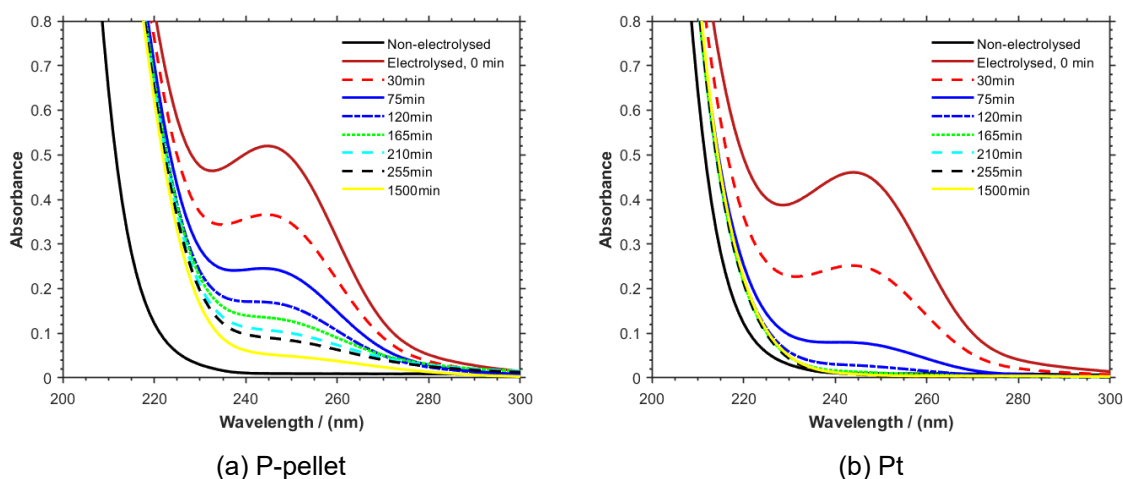 0.8
0.7
0.6
0.5
0.4
0.3
0.2
0.1
0
Absorbance
Non-electrolysed
Electrolysed, 0 min
30min
75min
120min
165min
210min
255min
1500min
200 220 240 260 280 300
Wavelength / (nm)
(a) P-pellet
0.8
0.7
0.6
0.5
0.4
0.3
0.2
0.1
0
Absorbance
Non-electrolysed
Electrolysed, 0 min
30min
75min
120min
165min
210min
255min
1500min
200 220 240 260 280 300
Wavelength / (nm)
(b) Pt